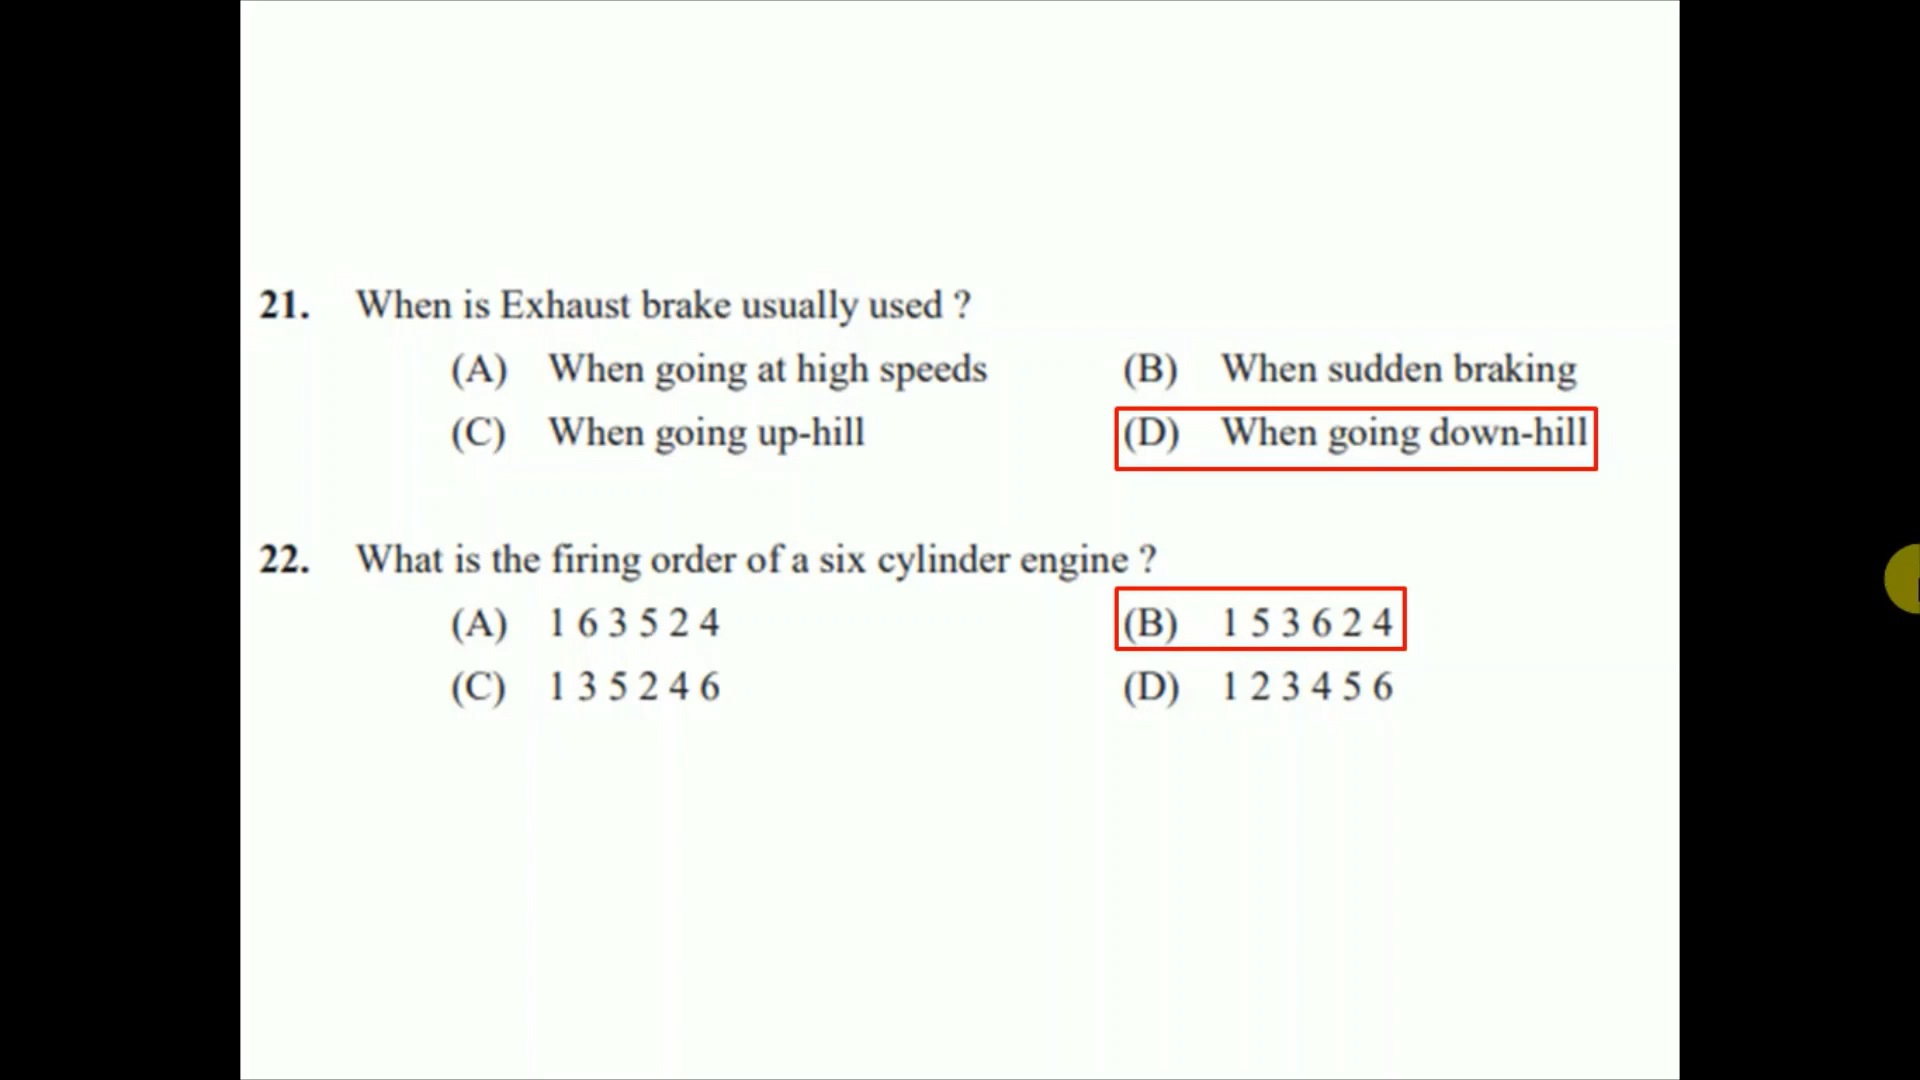 21. When is Exhaust brake usually used ?
(A) When going at high speeds (B) When sudden braking
(C) When going up-hill (D) When going down-hill
22. What is the firing order of a six cylinder engine ?
(A) 1 6 3 5 2 4 (B) 1 5 3 6 2 4
(C) 1 3 5 2 4 6 (D) 1 2 3 4 5 6